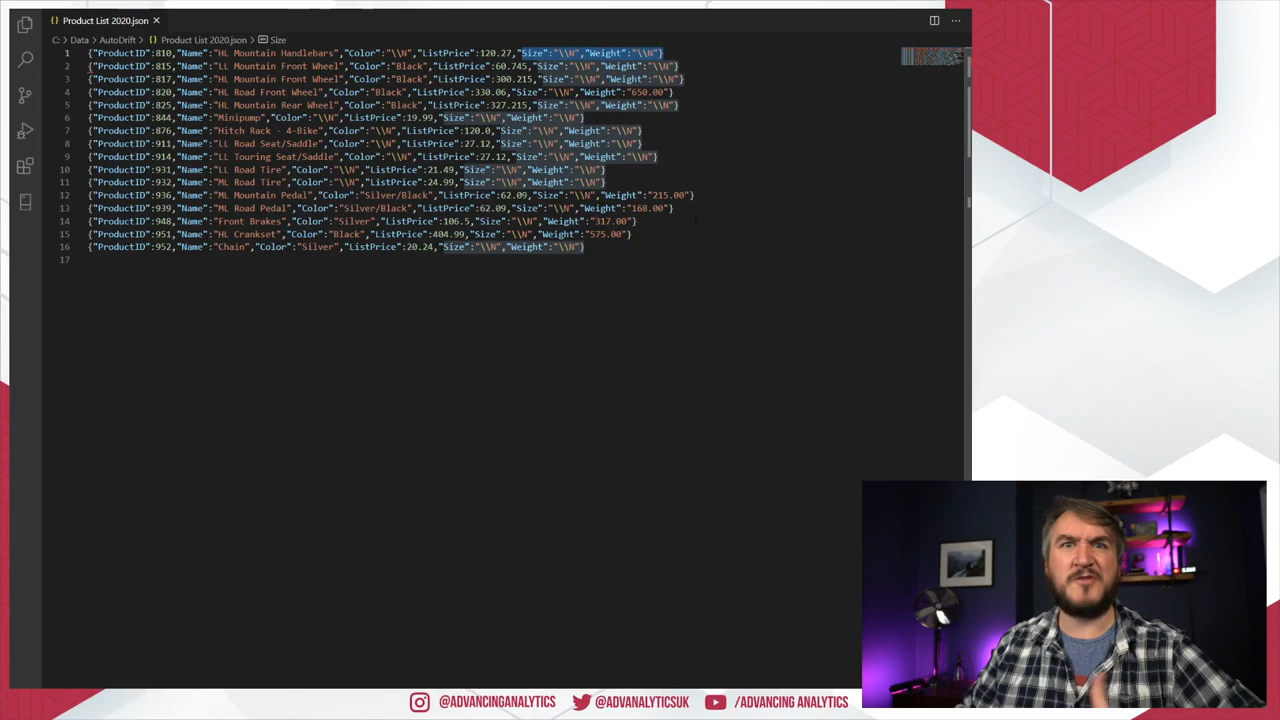 {} Product List 2020.json ×
C: > Data > AutoDrift > {} Product List 2020.json > Size
1 {"ProductID":810,"Name":"HL Mountain Handlebars","Color":"\\N","ListPrice":120.27,"Size":"\\N","Weight":"\\N"}
2 {"ProductID":815,"Name":"LL Mountain Front Wheel","Color":"Black","ListPrice":60.745,"Size":"\\N","Weight":"\\N"}
3 {"ProductID":817,"Name":"HL Mountain Front Wheel","Color":"Black","ListPrice":300.215,"Size":"\\N","Weight":"\\N"}
4 {"ProductID":820,"Name":"HL Road Front Wheel","Color":"Black","ListPrice":330.06,"Size":"\\N","Weight":"650.00"}
5 {"ProductID":825,"Name":"HL Mountain Rear Wheel","Color":"Black","ListPrice":327.215,"Size":"\\N","Weight":"\\N"}
6 {"ProductID":844,"Name":"Minipump","Color":"\\N","ListPrice":19.99,"Size":"\\N","Weight":"\\N"}
7 {"ProductID":876,"Name":"Hitch Rack - 4-Bike","Color":"\\N","ListPrice":120.0,"Size":"\\N","Weight":"\\N"}
8 {"ProductID":911,"Name":"LL Road Seat/Saddle","Color":"\\N","ListPrice":27.12,"Size":"\\N","Weight":"\\N"}
9 {"ProductID":914,"Name":"LL Touring Seat/Saddle","Color":"\\N","ListPrice":27.12,"Size":"\\N","Weight":"\\N"}
10 {"ProductID":931,"Name":"LL Road Tire","Color":"\\N","ListPrice":21.49,"Size":"\\N","Weight":"\\N"}
11 {"ProductID":932,"Name":"ML Road Tire","Color":"\\N","ListPrice":24.99,"Size":"\\N","Weight":"\\N"}
12 {"ProductID":936,"Name":"ML Mountain Pedal","Color":"Silver/Black","ListPrice":62.09,"Size":"\\N","Weight":"215.00"}
13 {"ProductID":939,"Name":"ML Road Pedal","Color":"Silver/Black","ListPrice":62.09,"Size":"\\N","Weight":"168.00"}
14 {"ProductID":948,"Name":"Front Brakes","Color":"Silver","ListPrice":106.5,"Size":"\\N","Weight":"317.00"}
15 {"ProductID":951,"Name":"HL Crankset","Color":"Black","ListPrice":404.99,"Size":"\\N","Weight":"575.00"}
16 {"ProductID":952,"Name":"Chain","Color":"Silver","ListPrice":20.24,"Size":"\\N","Weight":"\\N"}
17
@ADVANCINGANALYTICS @ADVANALYTICSUK /ADVANCING ANALYTICS